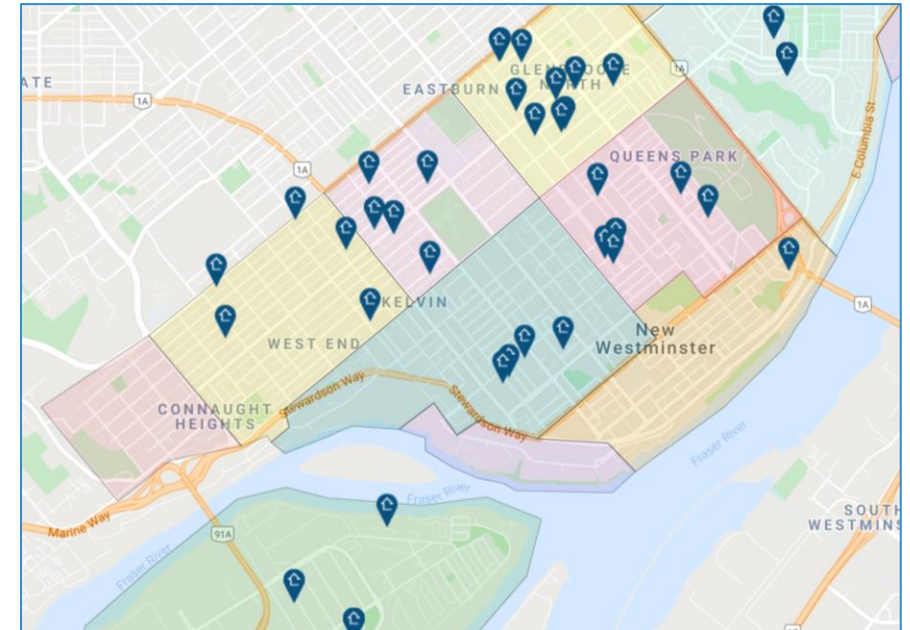 1A
GLENBROOKE
NORTH
EASTBURN
ATE
1A
E Columbia St
QUEENS PARK
1A
KELVIN
1A
New
Westminster
WEST END
Stewardson Way
Stewardson Way
CONNAUGHT
HEIGHTS
Fraser River
Fraser River
SOUTH
WESTMINS
Marine Way
91A
Fraser River